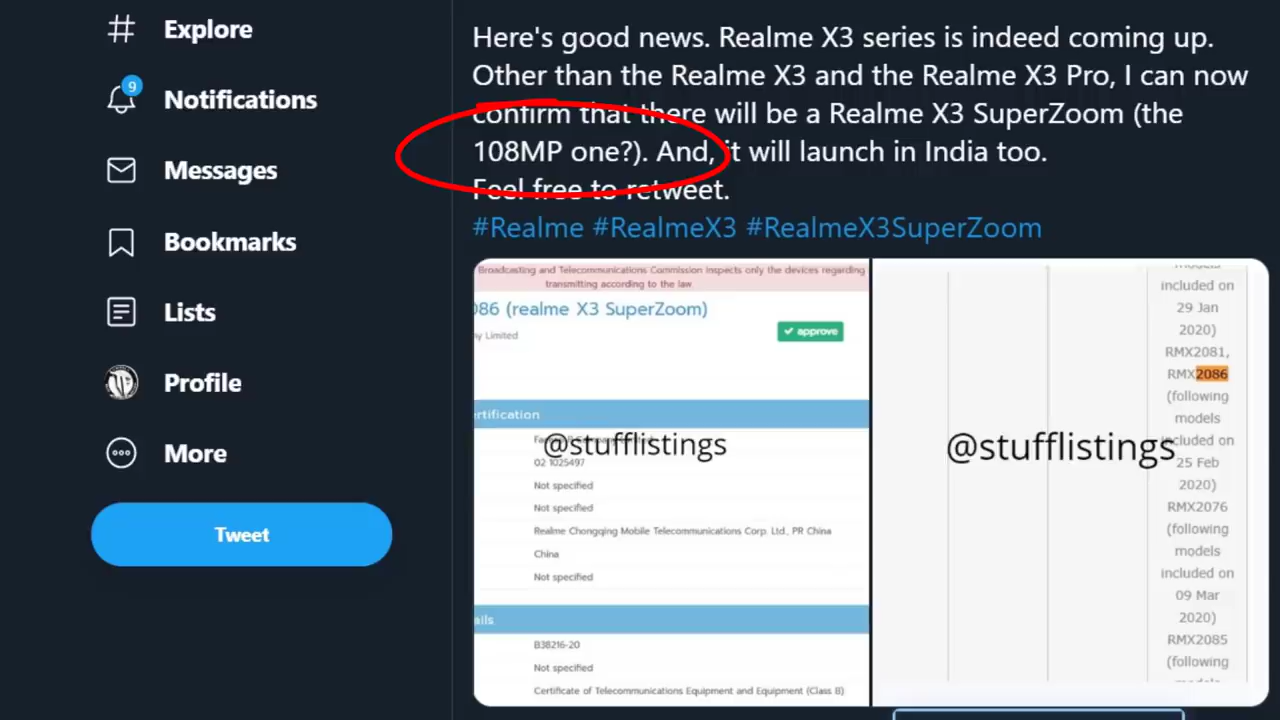 Explore
9
Notifications
Messages
Bookmarks
Lists
Profile
More
Tweet
Here's good news. Realme X3 series is indeed coming up.
Other than the Realme X3 and the Realme X3 Pro, I can now
confirm that there will be a Realme X3 SuperZoom (the
108MP one?). And, it will launch in India too.
Feel free to retweet.
#Realme #RealmeX3 #RealmeX3SuperZoom
Broadcasting and Telecommunications Commission inspects only the devices regarding
transmitting according to the law
086 (realme X3 SuperZoom)
ny Limited
approve
ertification
@stufflistings
02 1025497
Not specified
Not specified
Realme Chongqing Mobile Telecommunications Corp. Ltd., PR China
China
Not specified
ails
B38216-20
Not specified
Certificate of Telecommunications Equipment and Equipment (Class B)
models
included on
29 Jan
2020)
RMX2081,
RMX2086
(following
models
included on
@stufflistings
25 Feb
2020)
RMX2076
(following
models
included on
09 Mar
2020)
RMX2085
(following